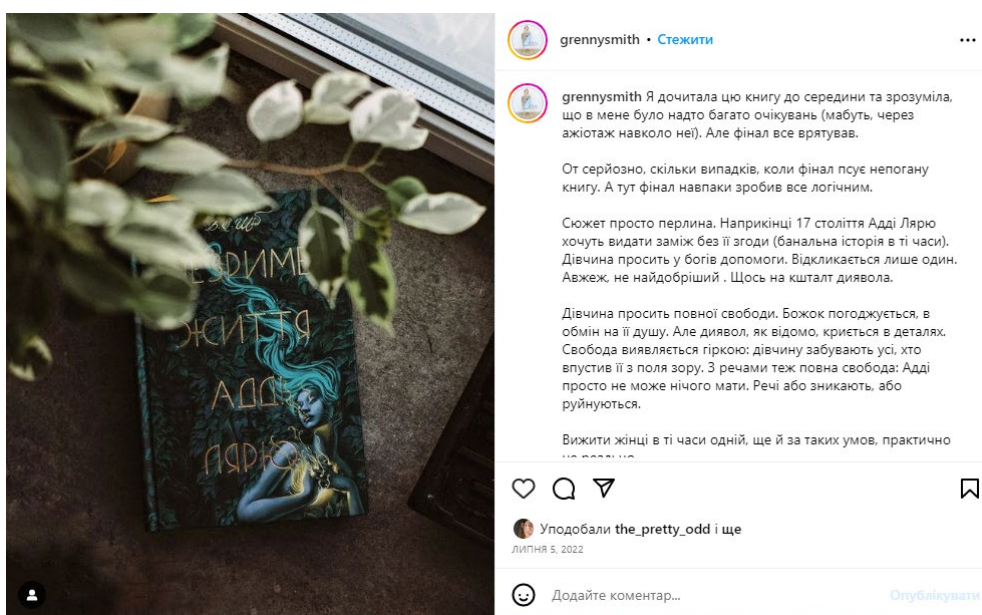 Шваб
НЕЗРИМЕ
ЖИТТЯ
АДДІ
ЛЯРЮ
grennysmith • Стежити
grennysmith Я дочитала цю книгу до середини та зрозуміла,
що в мене було надто багато очікувань (мабуть, через
ажіотаж навколо неї). Але фінал все врятував.
От серйозно, скільки випадків, коли фінал псує непогану
книгу. А тут фінал навпаки зробив все логічним.
Сюжет просто перлина. Наприкінці 17 століття Адді Лярю
хочуть видати заміж без її згоди (банальна історія в ті часи).
Дівчина просить у богів допомоги. Відкликається лише один.
Авжеж, не найдобріший . Щось на кшталт диявола.
Дівчина просить повної свободи. Божок погоджується, в
обмін на її душу. Але диявол, як відомо, криється в деталях.
Свобода виявляється гіркою: дівчину забувають усі, хто
впустив її з поля зору. З речами теж повна свобода: Адді
просто не може нічого мати. Речі або зникають, або
руйнуються.
Вижити жінці в ті часи одній, ще й за таких умов, практично
не реально
Уподобали the_pretty_odd і ще
ЛИПНЯ 5, 2022
Додайте коментар...
Опублікувати